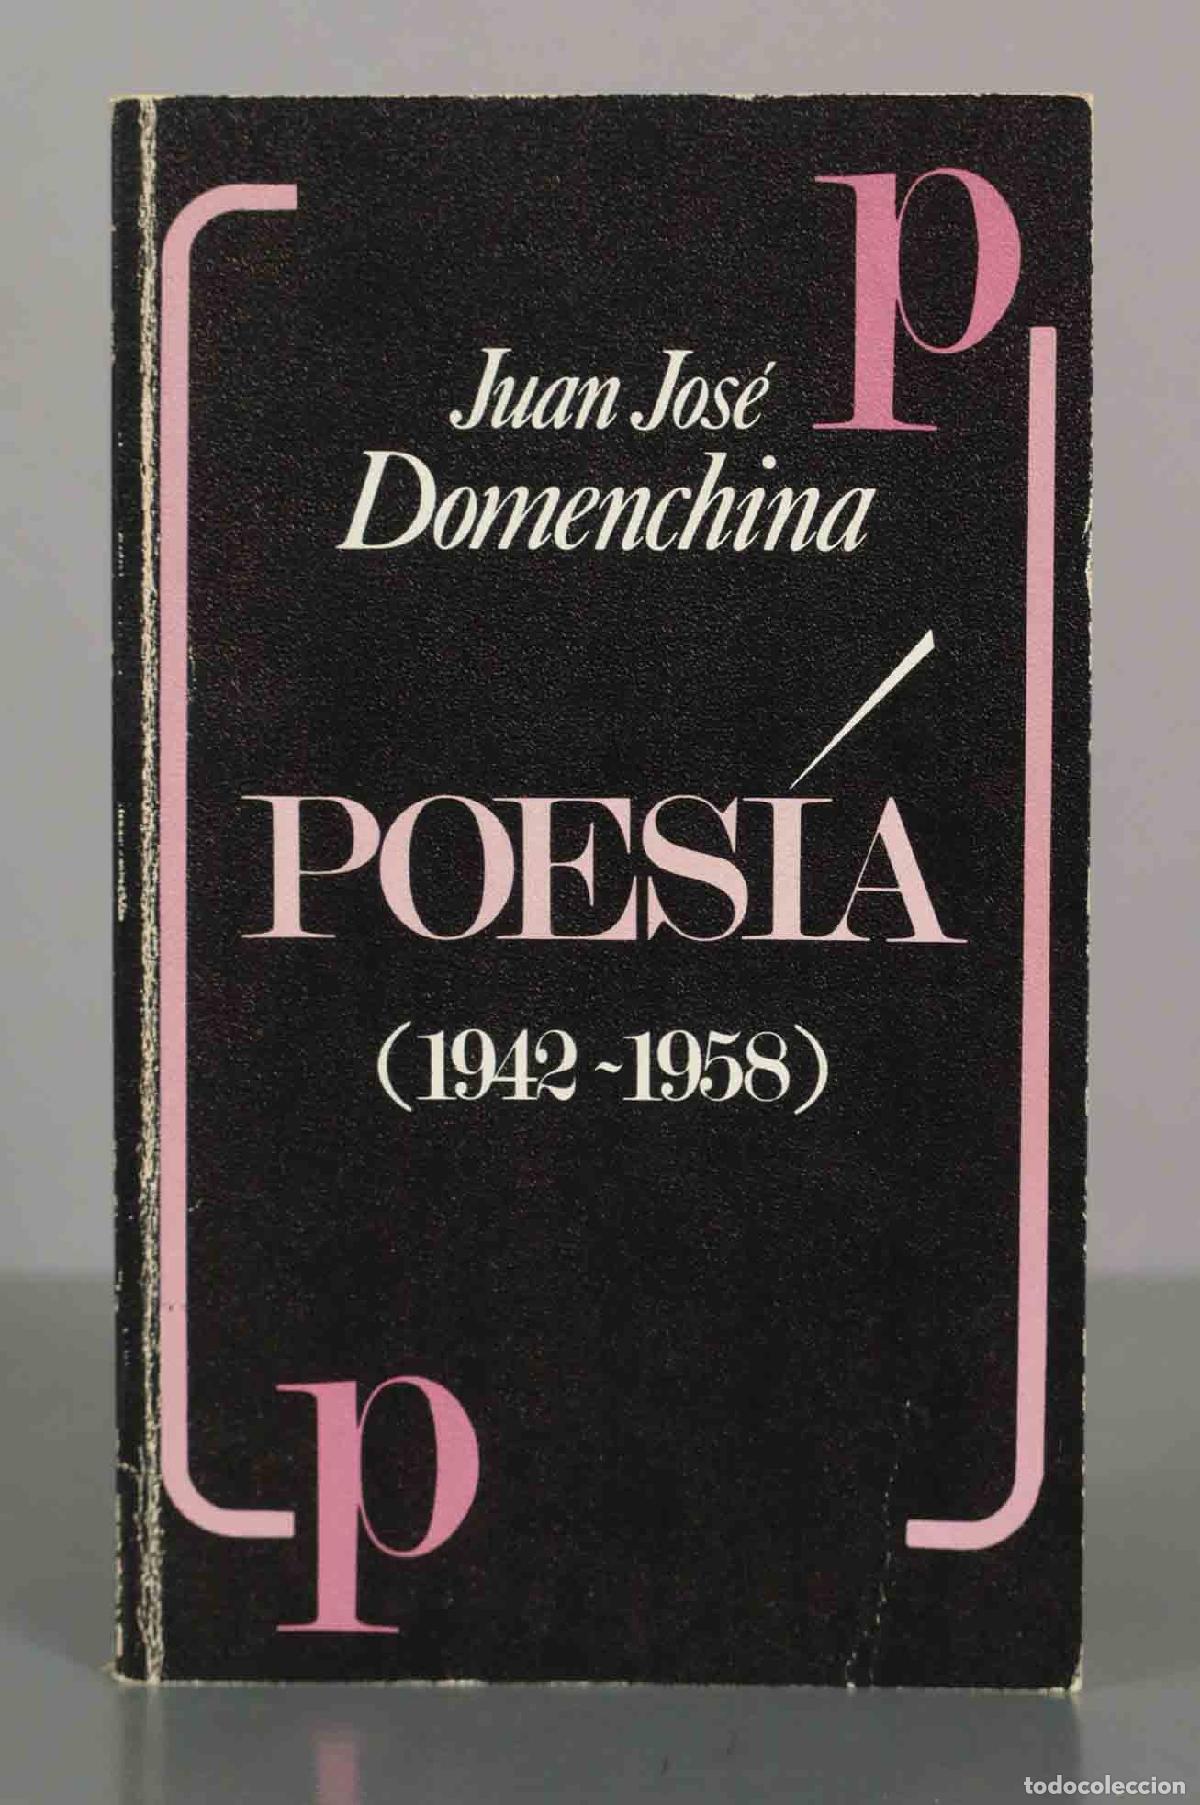 p
Juan José
Domenchina
POESÍA
(1942-1958)
p
todocoleccion